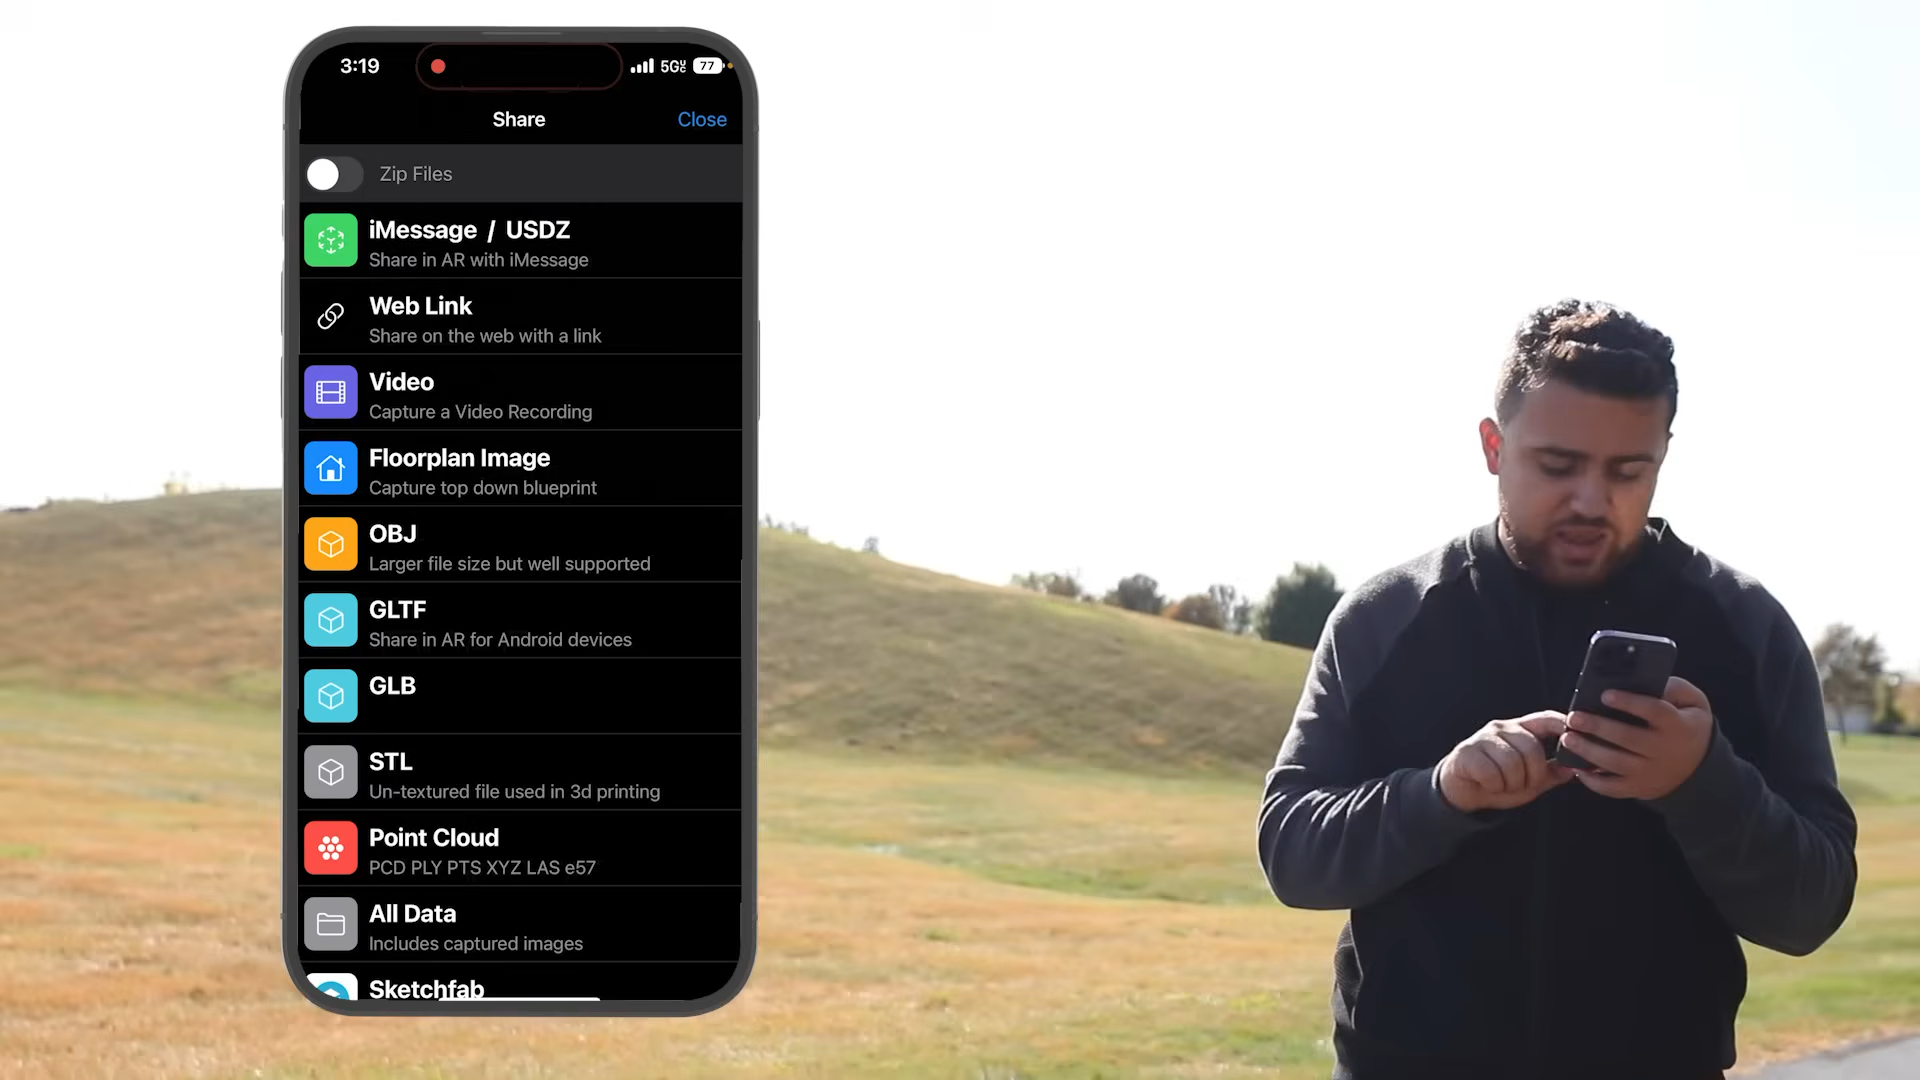 3:19
5GUC
77
Share
Close
Zip Files
iMessage / USDZ
Share in AR with iMessage
Web Link
Share on the web with a link
Video
Capture a Video Recording
Floorplan Image
Capture top down blueprint
OBJ
Larger file size but well supported
GLTF
Share in AR for Android devices
GLB
STL
Un-textured file used in 3d printing
Point Cloud
PCD PLY PTS XYZ LAS e57
All Data
Includes captured images
Sketchfab